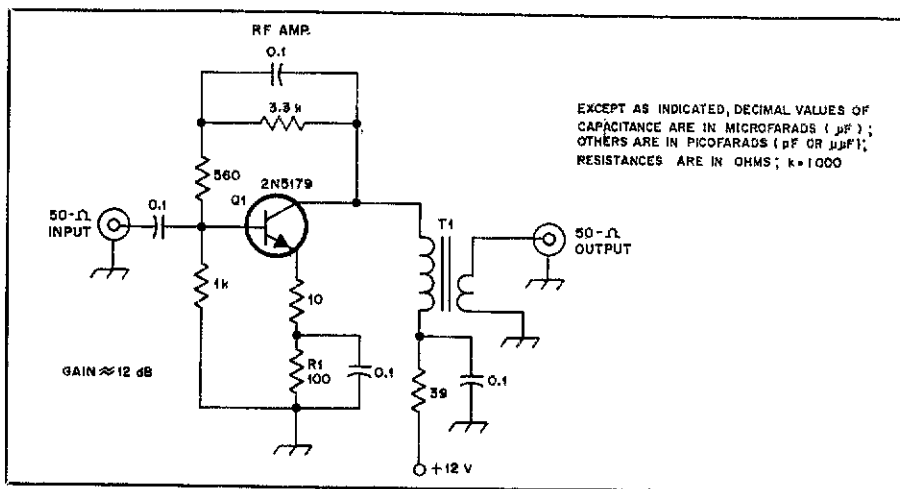 RF AMP.
0.1
3.3 k
EXCEPT AS INDICATED, DECIMAL VALUES OF
CAPACITANCE ARE IN MICROFARADS ( µF ) ;
OTHERS ARE IN PICOFARADS ( pF OR µµF);
RESISTANCES ARE IN OHMS ; k=1000
560
2N5179
Q1
50-Ω
INPUT
0.1
T1
50-Ω
OUTPUT
1k
10
R1
100
0.1
39
0.1
GAIN ≈ 12 dB
+12 V